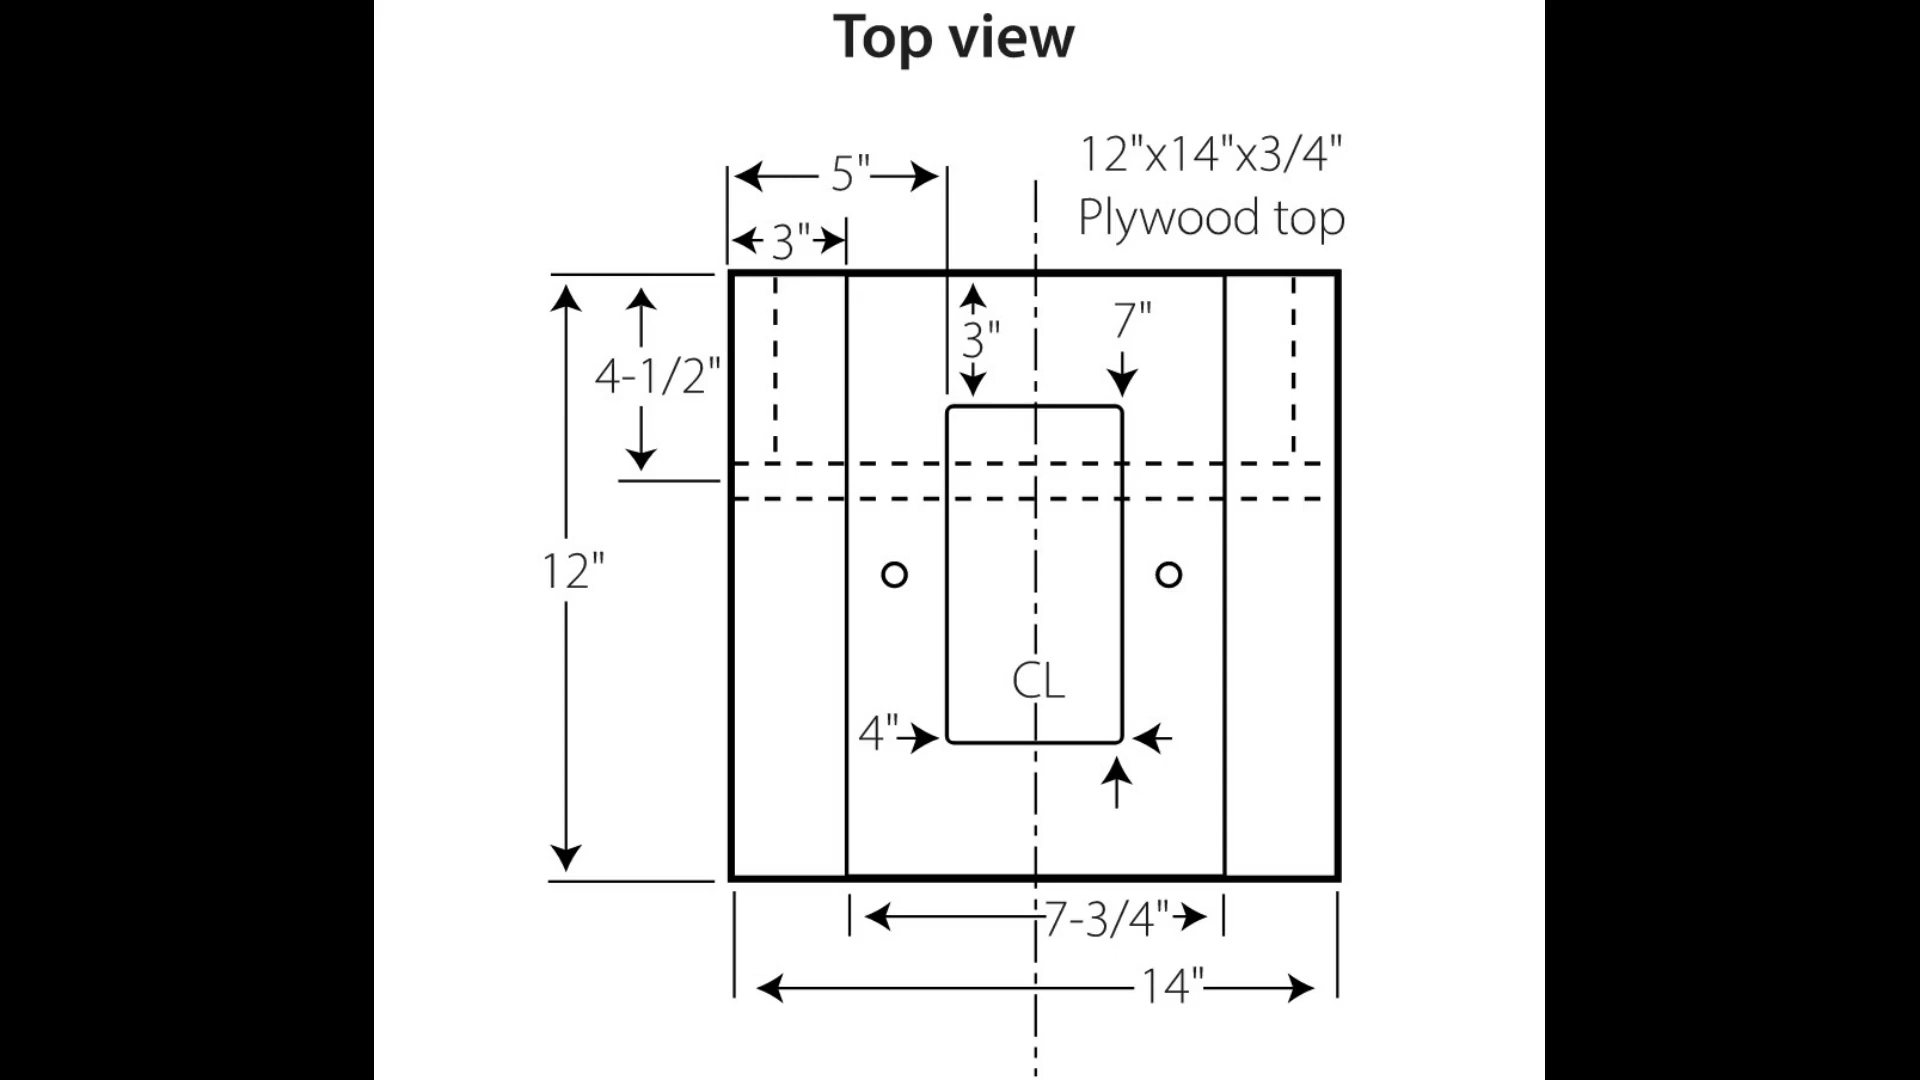 Top view
12"x14"x3/4"
Plywood top
5"
3"
3"
7"
4-1/2"
12"
CL
4"
7-3/4"
14"